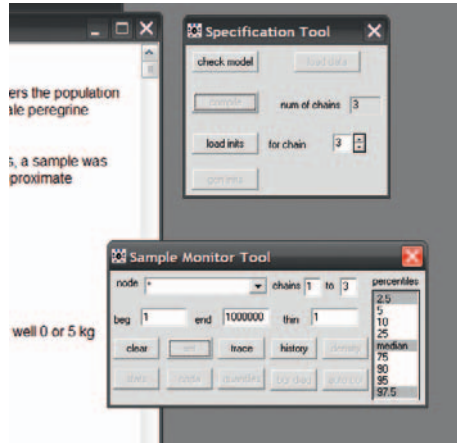 Specification Tool
ers the population
ale peregrine
s, a sample was
proximate
well 0 or 5 kg
check model
load data
compile
num of chains 3
load inits
for chain 3
gen inits
Sample Monitor Tool
node *
chains 1 to 3
percentiles
beg 1 end 1000000 thin 1
2.5
5
10
25
median
75
90
95
97.5
clear set trace history density
stats coda quantiles bgr diag auto cor